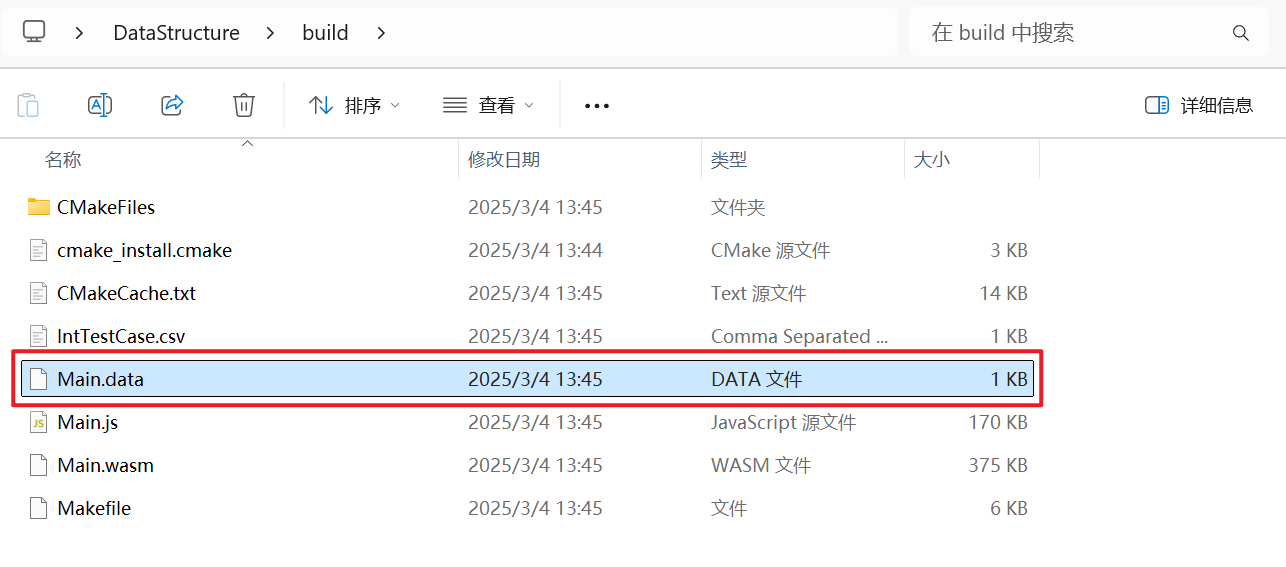 DataStructure > build >
在 build 中搜索
排序 查看 ••• 详细信息
名称 修改日期 类型 大小
CMakeFiles 2025/3/4 13:45 文件夹
cmake_install.cmake 2025/3/4 13:44 CMake 源文件 3 KB
CMakeCache.txt 2025/3/4 13:45 Text 源文件 14 KB
IntTestCase.csv 2025/3/4 13:45 Comma Separated ... 1 KB
Main.data 2025/3/4 13:45 DATA 文件 1 KB
JS Main.js 2025/3/4 13:45 JavaScript 源文件 170 KB
Main.wasm 2025/3/4 13:45 WASM 文件 375 KB
Makefile 2025/3/4 13:45 文件 6 KB